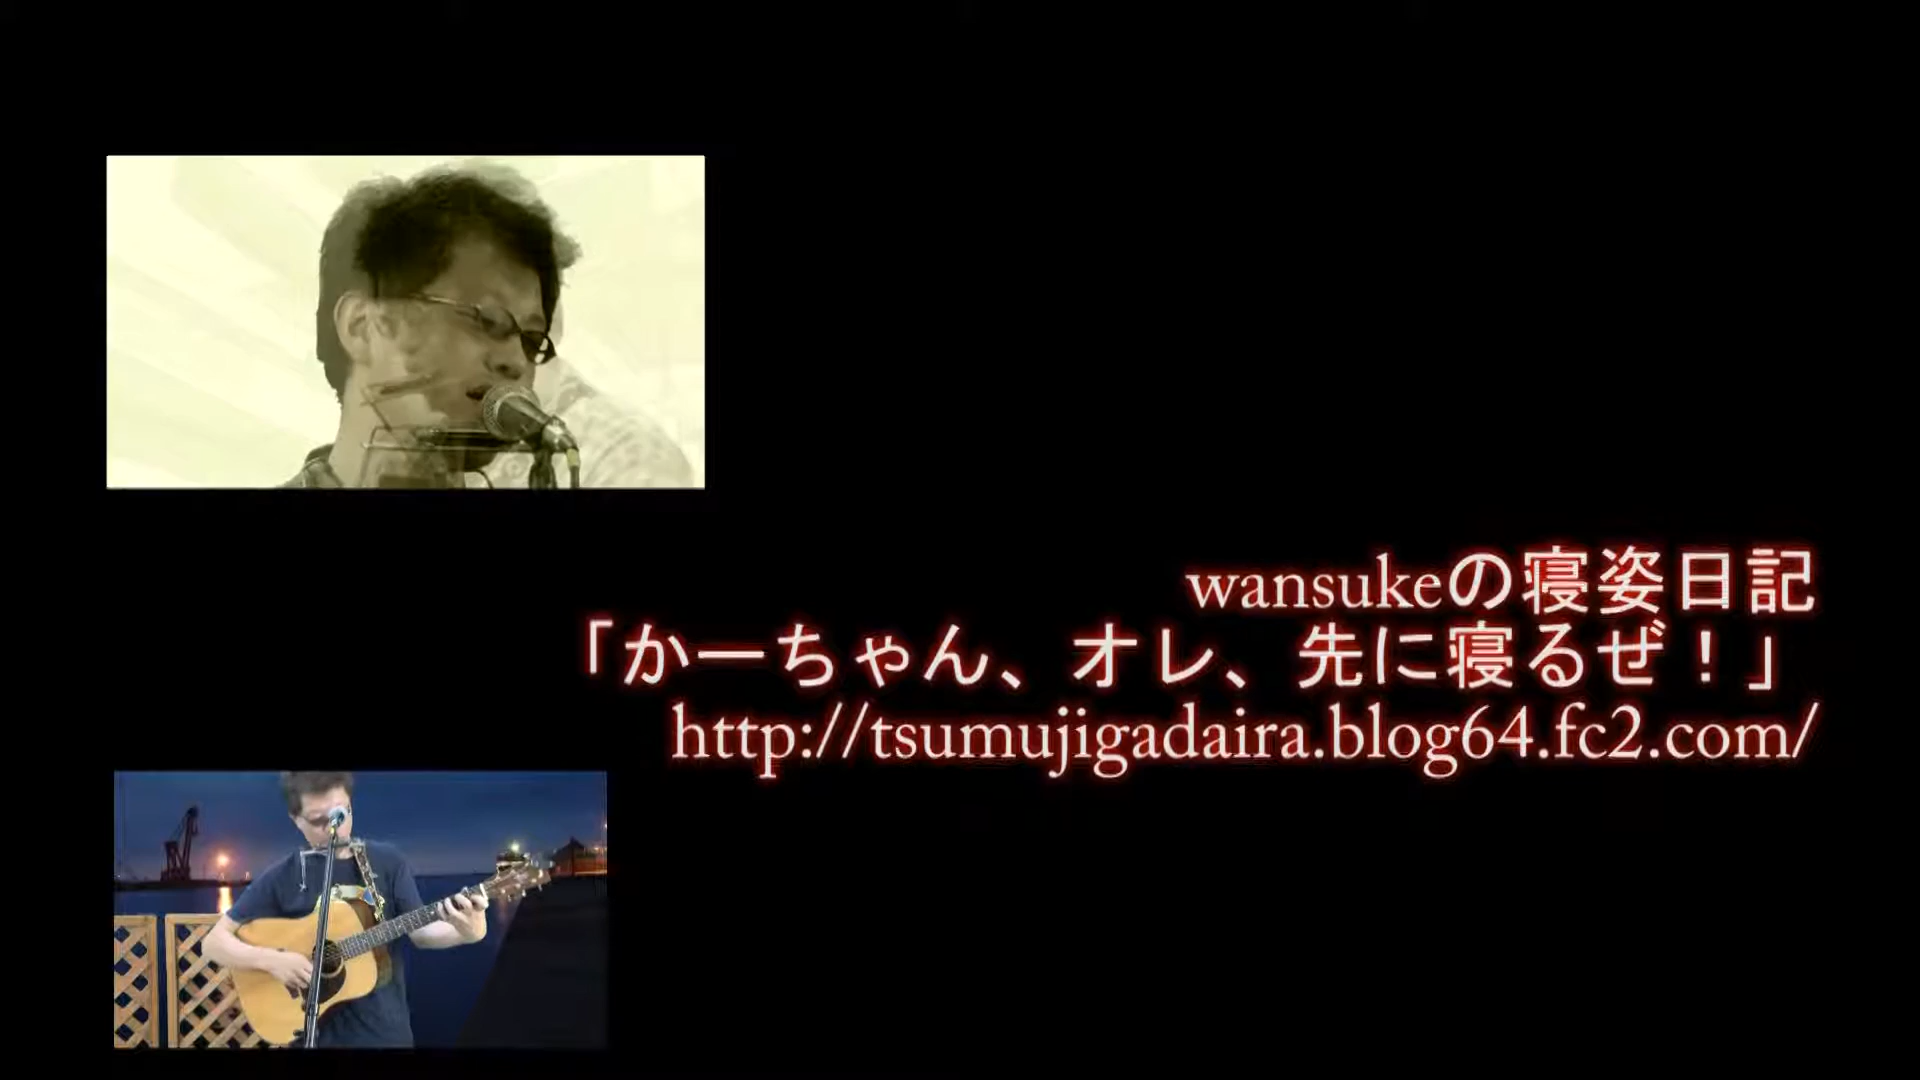 wansukeの寝姿日記
「かーちゃん、オレ、先に寝るぜ！」
http://tsumujigadaira.blog64.fc2.com/